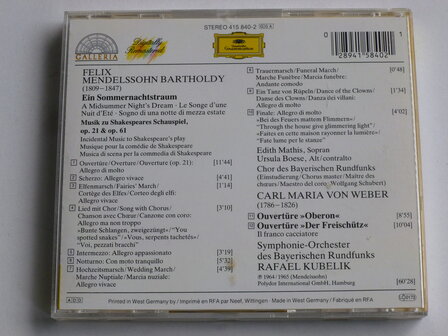 STEREO 415 840-2
GALLERIA
Digitally Remastered
Deutsche Grammophon
0
1
28941 58402
FELIX
MENDELSSOHN BARTHOLDY
(1809–1847)
Ein Sommernachtstraum
A Midsummer Night's Dream · Le Songe d'une
Nuit d'Eté · Sogno di una notte di mezza estate
Musik zu Shakespeares Schauspiel,
op. 21 & op. 61
Incidental Music to Shakespeare's play
Musique pour la comédie de Shakespeare
Musica di scena per la commedia di Shakespeare
1 Ouvertüre/Overture/Ouverture (op. 21): [11'44]
Allegro di molto
2 Scherzo: Allegro vivace [4'41]
3 Elfenmarsch/Fairies' March/ [1'14]
Cortège des Elfes/Corteo degli elfi:
Allegro vivace
4 Lied mit Chor/Song with Chorus/
Chanson avec Chœur/Canzone con coro:
Allegro ma non troppo
»Bunte Schlangen, zweigezüngt!«/"You
spotted snakes"/«Vous, serpents tachetés»/
«Voi, pezzati bracchi»
5 Intermezzo: Allegro appassionato [3'19]
6 Notturno: Con moto tranquillo [5'32]
7 Hochzeitsmarsch/Wedding March/ [4'39]
Marche Nuptiale/Marcia nuziale:
Allegro vivace
8 Trauermarsch/Funeral March/ [0'48]
Marche Funèbre/Marcia funebre:
Andante comodo
9 Ein Tanz von Rüpeln/Dance of the Clowns/
Danse des Clowns/Danza dei villani:
Allegro di molto
10 Finale: Allegro di molto [4'02]
»Bei des Feuers mattem Flimmern«/
"Through the house give glimmering light"/
«Faites en cette maison rayonner la lumière»/
"Fate lume per le stanze"
Edith Mathis, Sopran
Ursula Boese, Alt/contralto
Chor des Bayerischen Rundfunks
(Einstudierung/Chorus master/Maître des
chœurs/Maestro del coro: Wolfgang Schubert)
CARL MARIA VON WEBER
(1786–1826)
11 Ouvertüre »Oberon« [8'55]
12 Ouvertüre »Der Freischütz« [10'04]
Il franco cacciatore
Symphonie-Orchester
des Bayerischen Rundfunks
RAFAEL KUBELIK
℗ 1964/1965 (Mendelssohn)
Polydor International GmbH, Hamburg [60'28]
ADD
Printed in West Germany by / Imprimé en RFA par Neef, Wittingen
Made in West Germany / Fabriqué en RFA